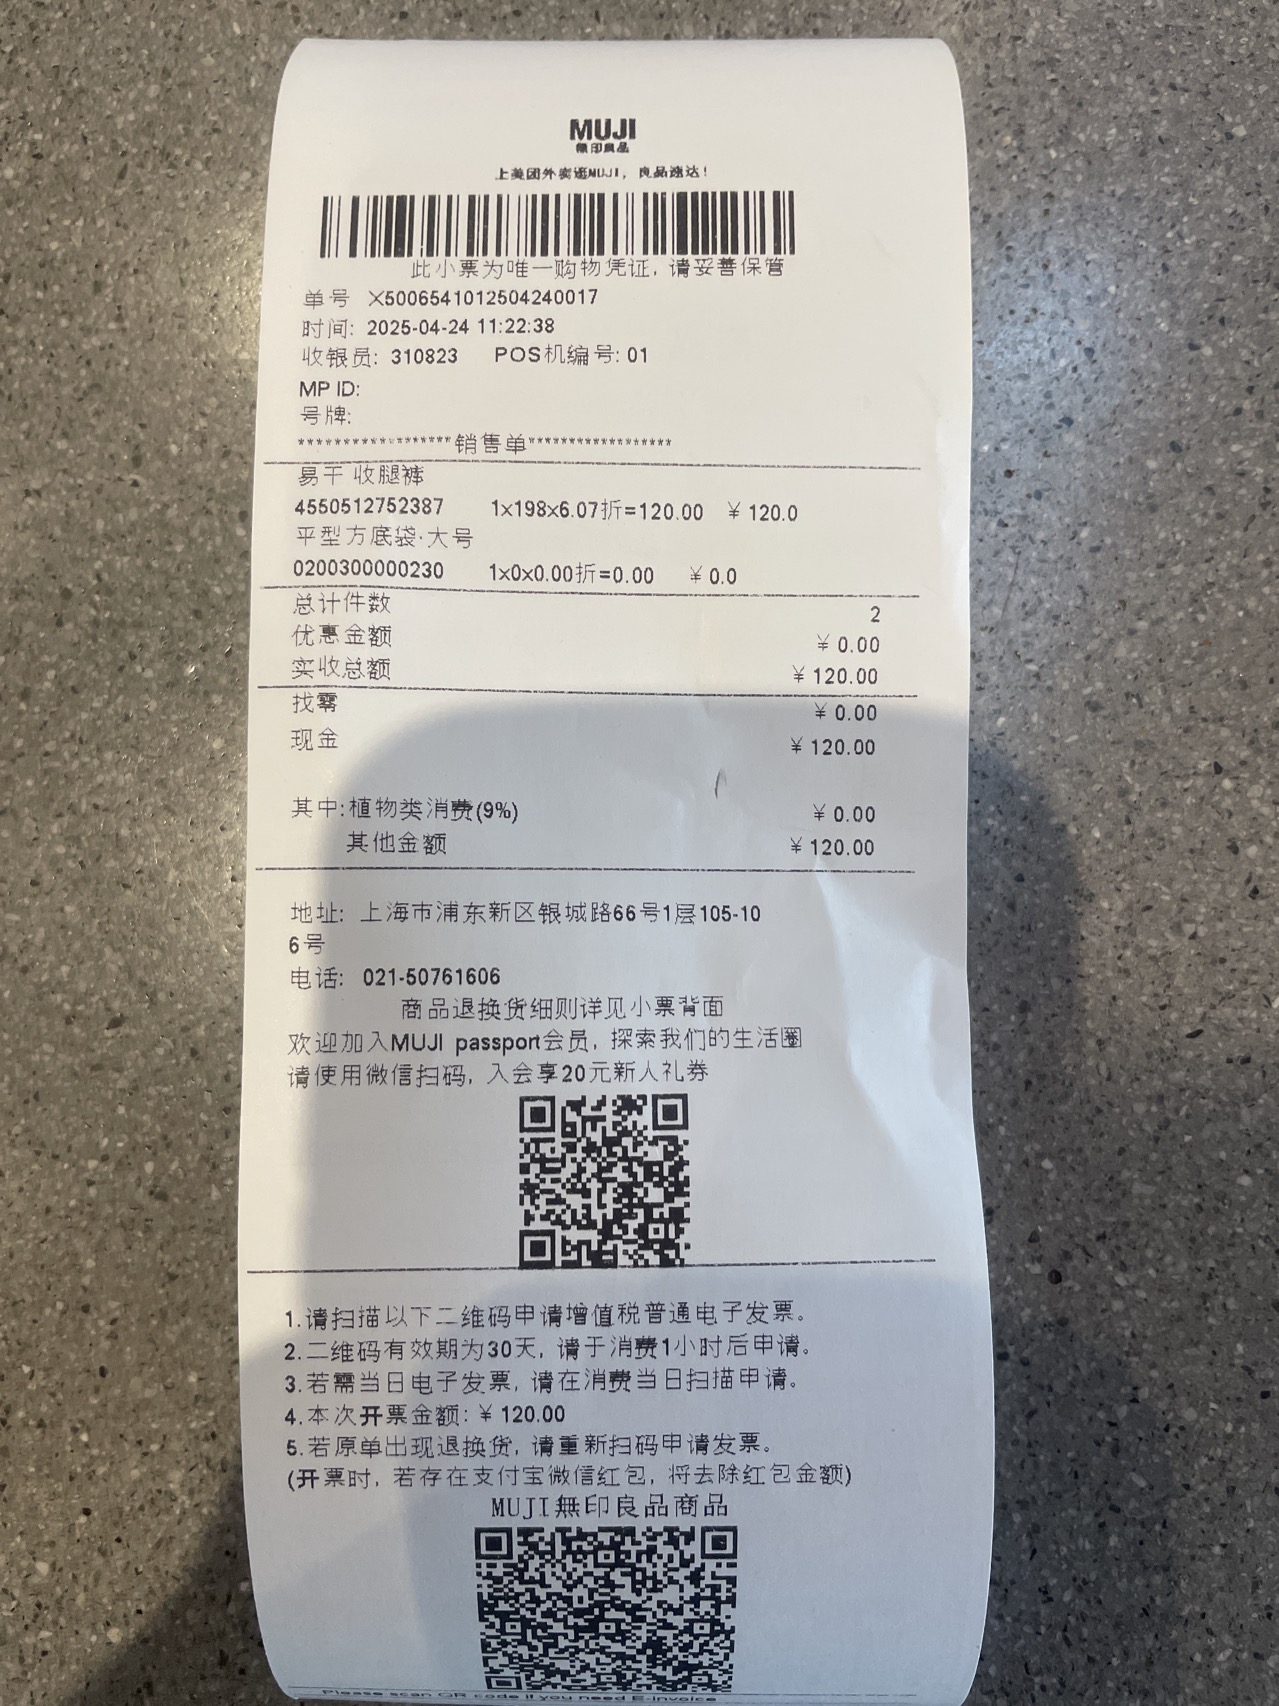 MUJI
無印良品
上美团外卖逛MUJI，良品速达！
此小票为唯一购物凭证，请妥善保管
单号 X5006541012504240017
时间: 2025-04-24 11:22:38
收银员: 310823 POS机编号: 01
MP ID:
号牌:
*****************销售单****************
易干 收腿裤
4550512752387 1x198x6.07折=120.00 ￥120.0
平型方底袋·大号
0200300000230 1x0x0.00折=0.00 ￥0.0
总计件数 2
优惠金额 ￥0.00
实收总额 ￥120.00
找零 ￥0.00
现金 ￥120.00
其中:植物类消费(9%) ￥0.00
其他金额 ￥120.00
地址: 上海市浦东新区银城路66号1层105-10
6号
电话: 021-50761606
商品退换货细则详见小票背面
欢迎加入MUJI passport会员，探索我们的生活圈
请使用微信扫码，入会享20元新人礼券
1.请扫描以下二维码申请增值税普通电子发票。
2.二维码有效期为30天，请于消费1小时后申请。
3.若需当日电子发票，请在消费当日扫描申请。
4.本次开票金额: ￥120.00
5.若原单出现退换货，请重新扫码申请发票。
(开票时，若存在支付宝微信红包，将去除红包金额)
MUJI無印良品商品
Please scan QR code if you need E-invoice